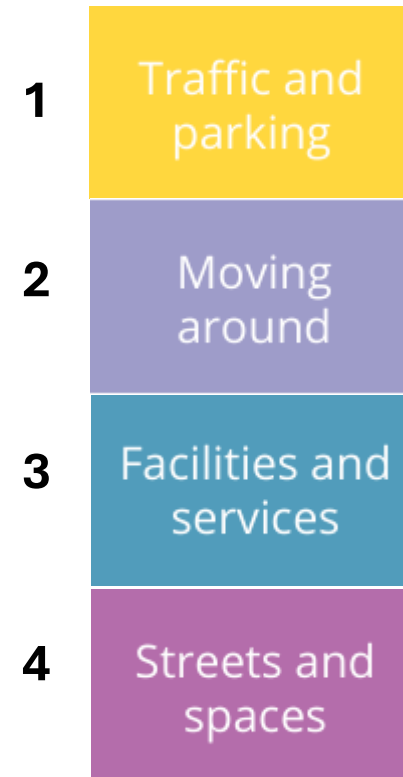 1
Traffic and
parking
2
Moving
around
3
Facilities and
services
4
Streets and
spaces